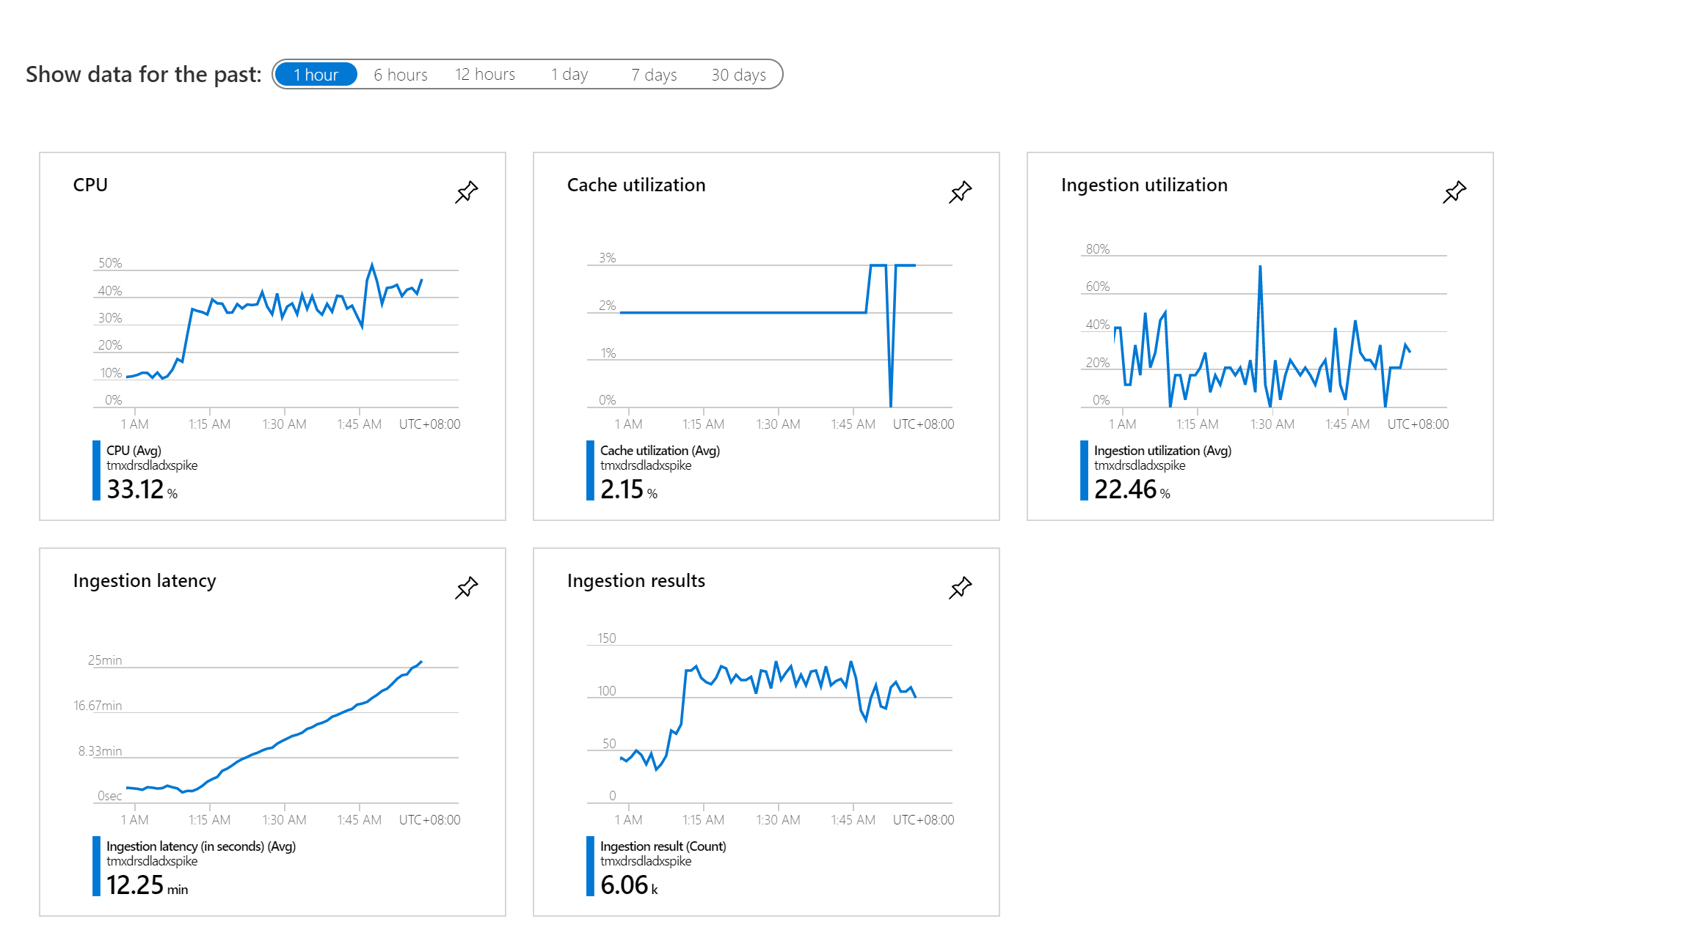 Show data for the past: 1 hour 6 hours 12 hours 1 day 7 days 30 days
CPU
50%
40%
30%
20%
10%
0%
1 AM 1:15 AM 1:30 AM 1:45 AM UTC+08:00
CPU (Avg)
tmxdrsdladxspike
33.12 %
Cache utilization
3%
2%
1%
0%
1 AM 1:15 AM 1:30 AM 1:45 AM UTC+08:00
Cache utilization (Avg)
tmxdrsdladxspike
2.15 %
Ingestion utilization
80%
60%
40%
20%
0%
1 AM 1:15 AM 1:30 AM 1:45 AM UTC+08:00
Ingestion utilization (Avg)
tmxdrsdladxspike
22.46 %
Ingestion latency
25min
16.67min
8.33min
0sec
1 AM 1:15 AM 1:30 AM 1:45 AM UTC+08:00
Ingestion latency (in seconds) (Avg)
tmxdrsdladxspike
12.25 min
Ingestion results
150
100
50
0
1 AM 1:15 AM 1:30 AM 1:45 AM UTC+08:00
Ingestion result (Count)
tmxdrsdladxspike
6.06 k